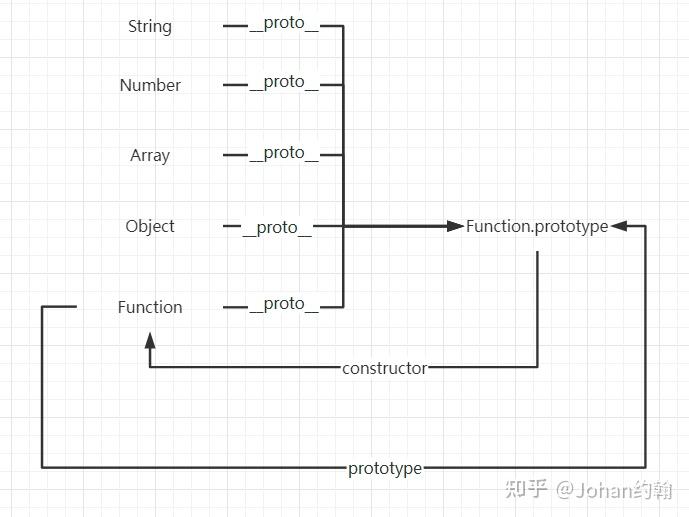 String __proto__
Number __proto__
Array __proto__
Object __proto__ Function.prototype
Function __proto__
constructor
prototype
知乎 @Johan约翰